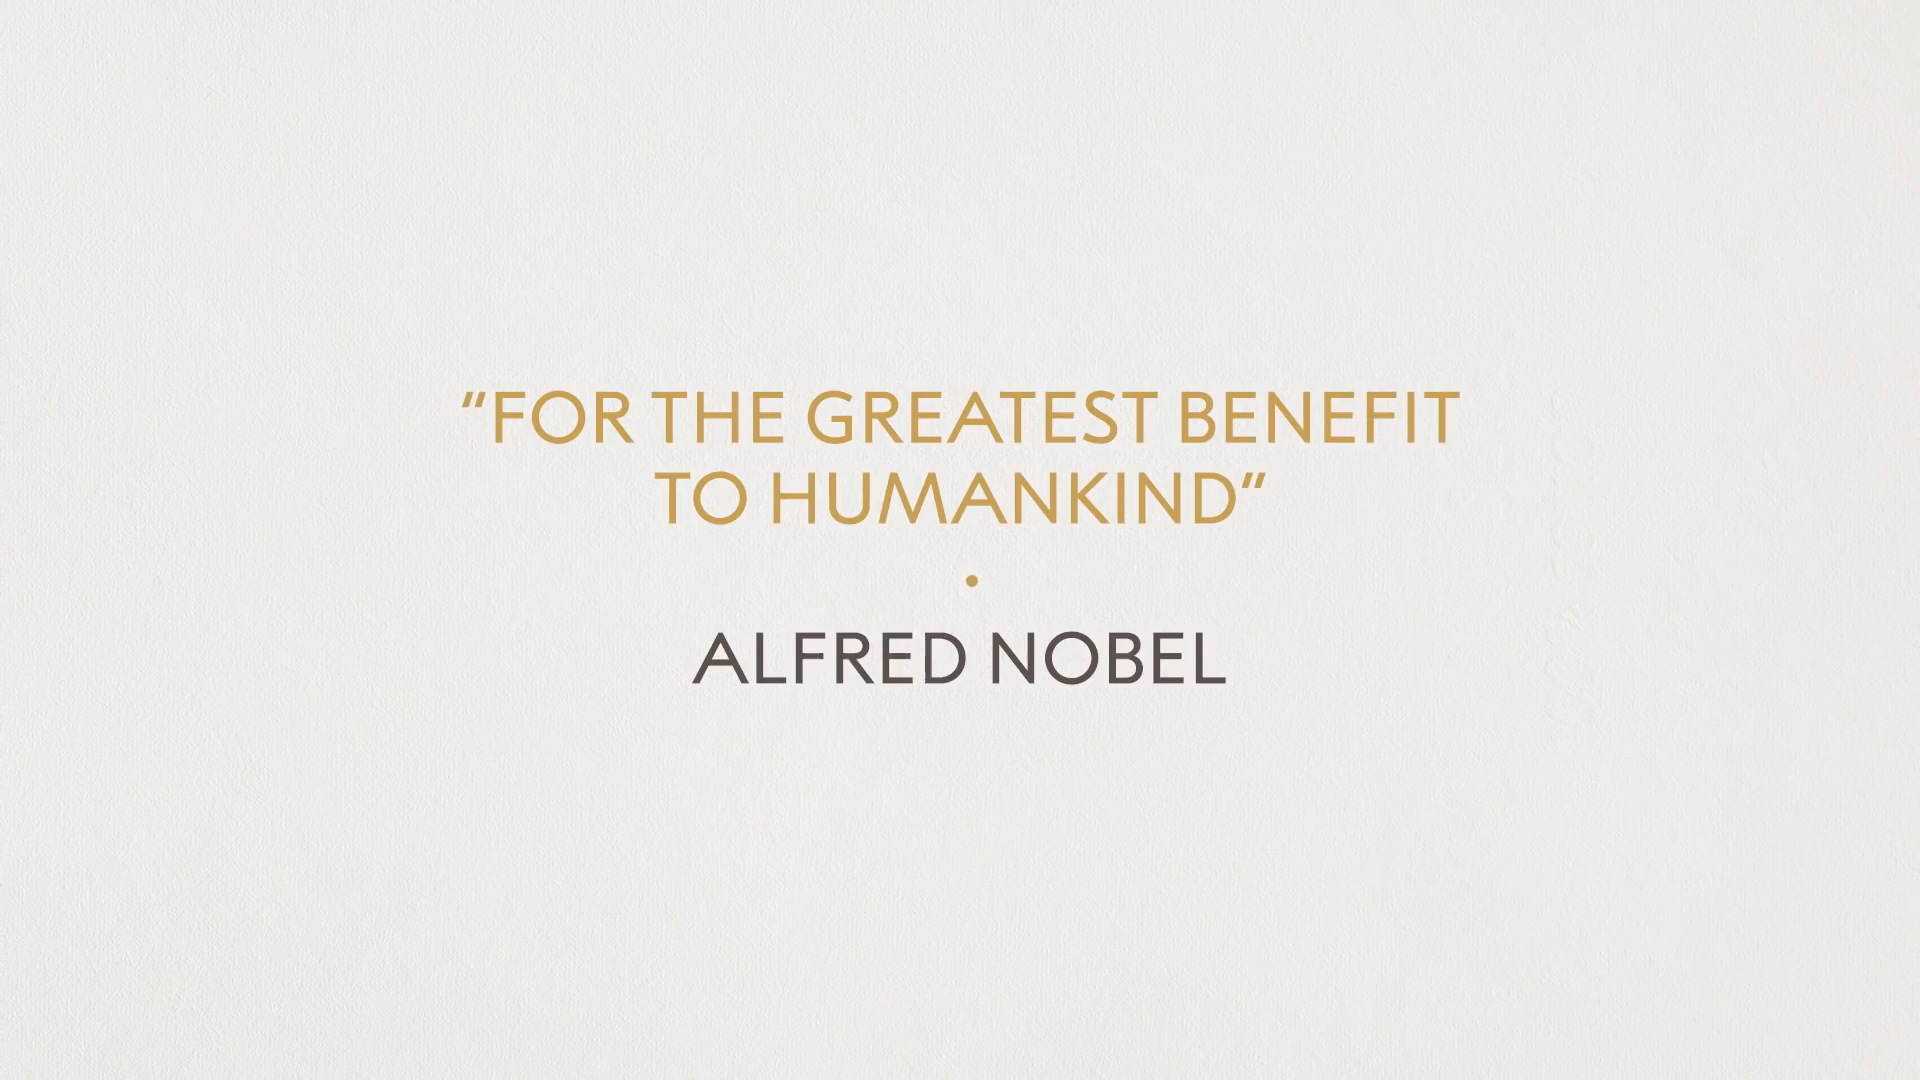 "FOR THE GREATEST BENEFIT
TO HUMANKIND"
•
ALFRED NOBEL